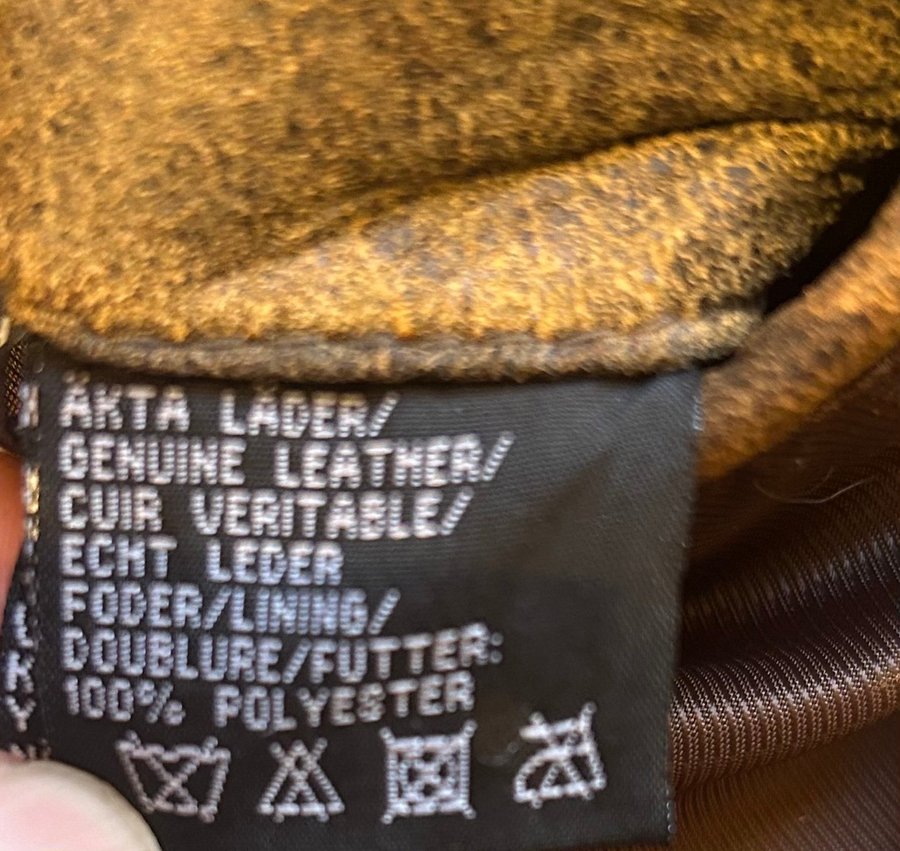 ÄKTA LÄDER/
GENUINE LEATHER/
CUIR VERITABLE/
ECHT LEDER
FODER/LINING/
DOUBLURE/FUTTER:
100% POLYESTER